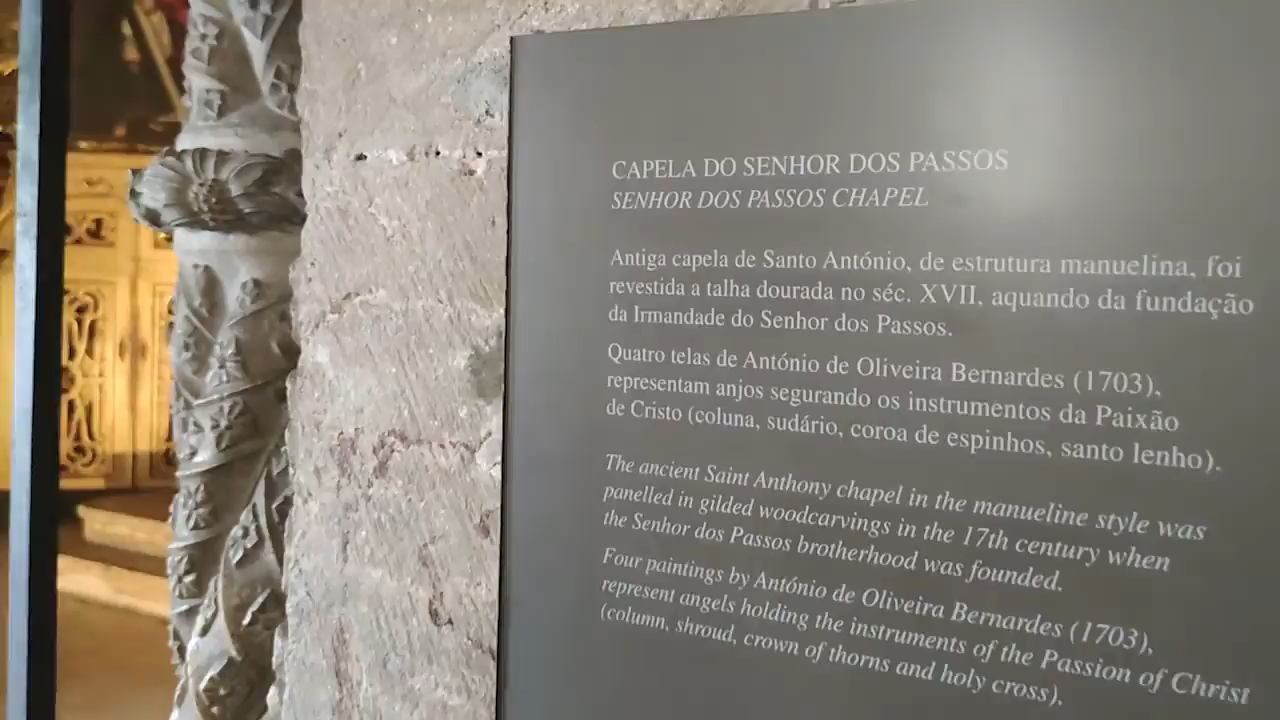 CAPELA DO SENHOR DOS PASSOS
SENHOR DOS PASSOS CHAPEL
Antiga capela de Santo António, de estrutura manuelina, foi
revestida a talha dourada no séc. XVII, aquando da fundação
da Irmandade do Senhor dos Passos.
Quatro telas de António de Oliveira Bernardes (1703),
representam anjos segurando os instrumentos da Paixão
de Cristo (coluna, sudário, coroa de espinhos, santo lenho).
The ancient Saint Anthony chapel in the manueline style was
panelled in gilded woodcarvings in the 17th century when
the Senhor dos Passos brotherhood was founded.
Four paintings by António de Oliveira Bernardes (1703),
represent angels holding the instruments of the Passion of Christ
(column, shroud, crown of thorns and holy cross).